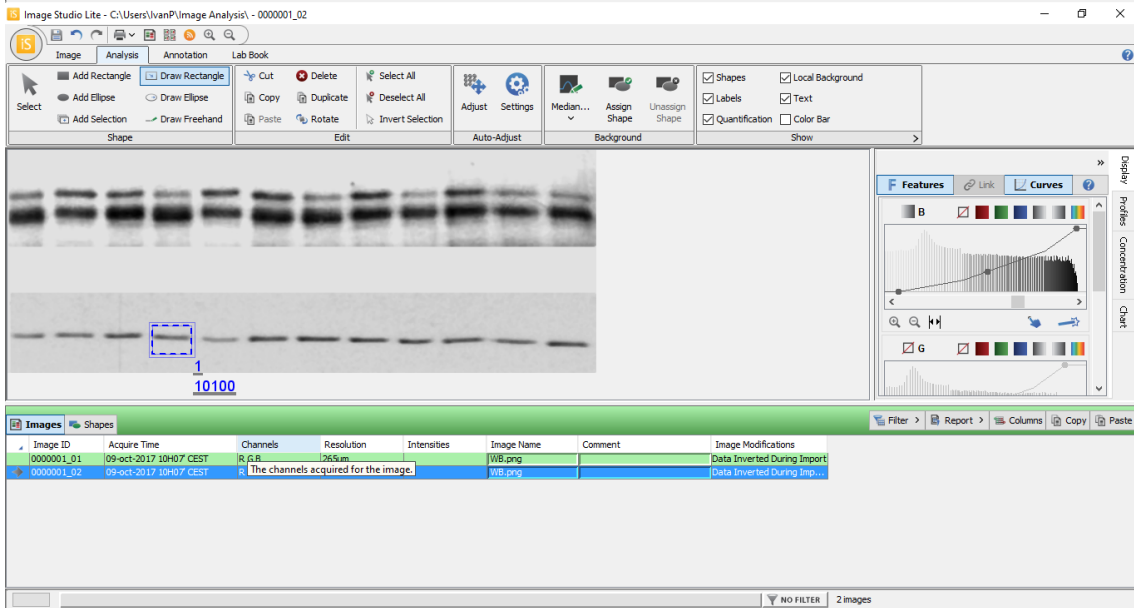 Image Studio Lite - C:\Users\IvanP\Image Analysis\ - 0000001_02
Image Analysis Annotation Lab Book
Select
Add Rectangle Draw Rectangle
Add Ellipse Draw Ellipse
Add Selection Draw Freehand
Shape
Cut Delete Select All
Copy Duplicate Deselect All
Paste Rotate Invert Selection
Edit
Adjust Settings
Auto-Adjust
Median... Assign Shape Unassign Shape
Background
Shapes Local Background
Labels Text
Quantification Color Bar
Show
1
10100
Features Link Curves
B
G
Display
Profiles
Concentration
Chart
Images Shapes
Filter > Report > Columns Copy Paste
Image ID Acquire Time Channels Resolution Intensities Image Name Comment Image Modifications
0000001_01 09-oct-2017 10H07' CEST R G B 265um WB.png Data Inverted During Import
0000001_02 09-oct-2017 10H07' CEST R WB.png Data Inverted During Imp...
The channels acquired for the image.
NO FILTER 2 images